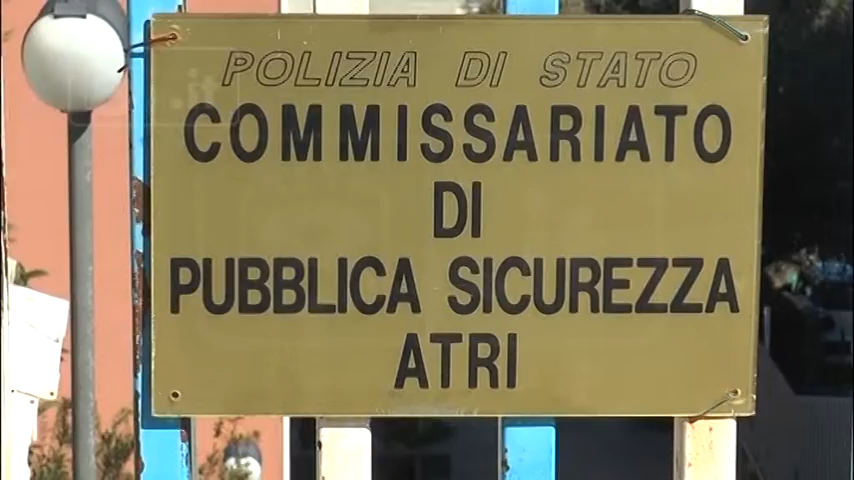 POLIZIA DI STATO
COMMISSARIATO
DI
PUBBLICA SICUREZZA
ATRI